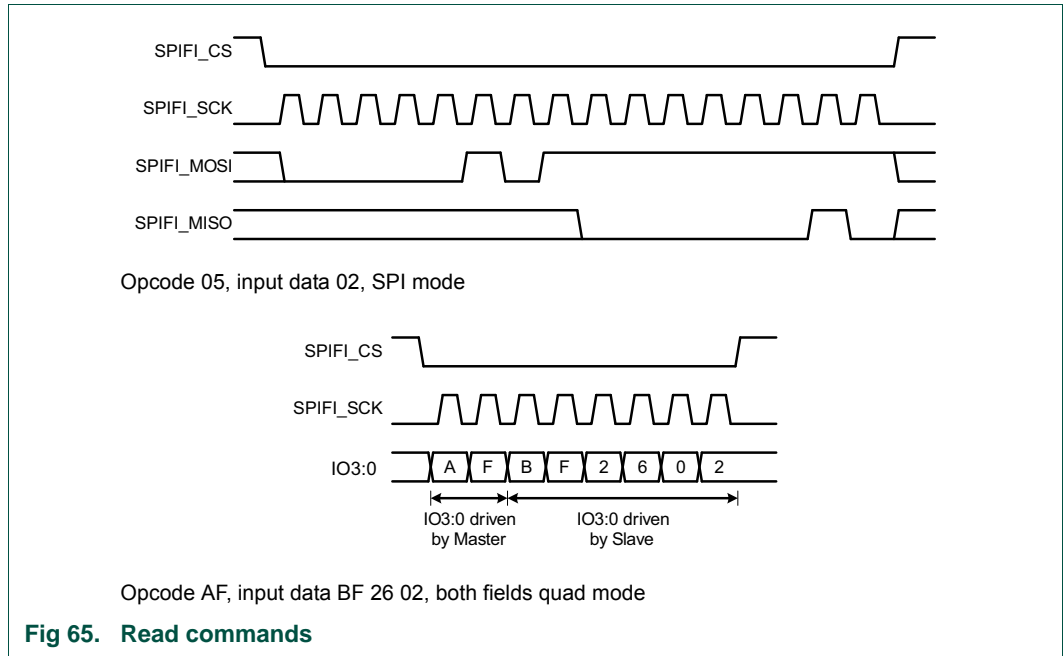 SPIFI_CS
SPIFI_SCK
SPIFI_MOSI
SPIFI_MISO
Opcode 05, input data 02, SPI mode
SPIFI_CS
SPIFI_SCK
IO3:0 A F B F 2 6 0 2
IO3:0 driven IO3:0 driven
by Master by Slave
Opcode AF, input data BF 26 02, both fields quad mode
Fig 65. Read commands